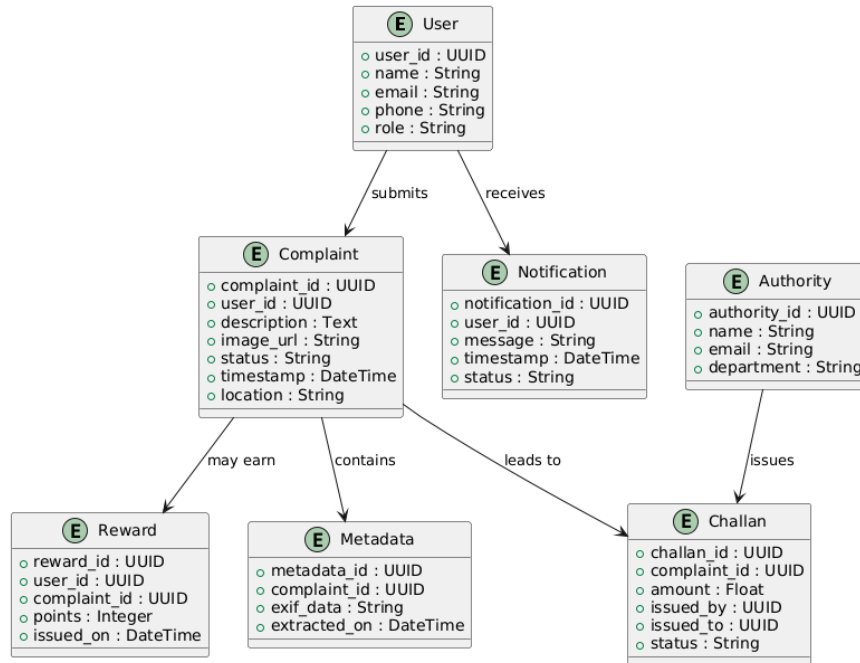 E User
user_id : UUID
name : String
email : String
phone : String
role : String
submits
receives
E Complaint
complaint_id : UUID
user_id : UUID
description : Text
image_url : String
status : String
timestamp : DateTime
location : String
E Notification
notification_id : UUID
user_id : UUID
message : String
timestamp : DateTime
status : String
E Authority
authority_id : UUID
name : String
email : String
department : String
may earn
contains
leads to
issues
E Reward
reward_id : UUID
user_id : UUID
complaint_id : UUID
points : Integer
issued_on : DateTime
E Metadata
metadata_id : UUID
complaint_id : UUID
exif_data : String
extracted_on : DateTime
E Challan
challan_id : UUID
complaint_id : UUID
amount : Float
issued_by : UUID
issued_to : UUID
status : String